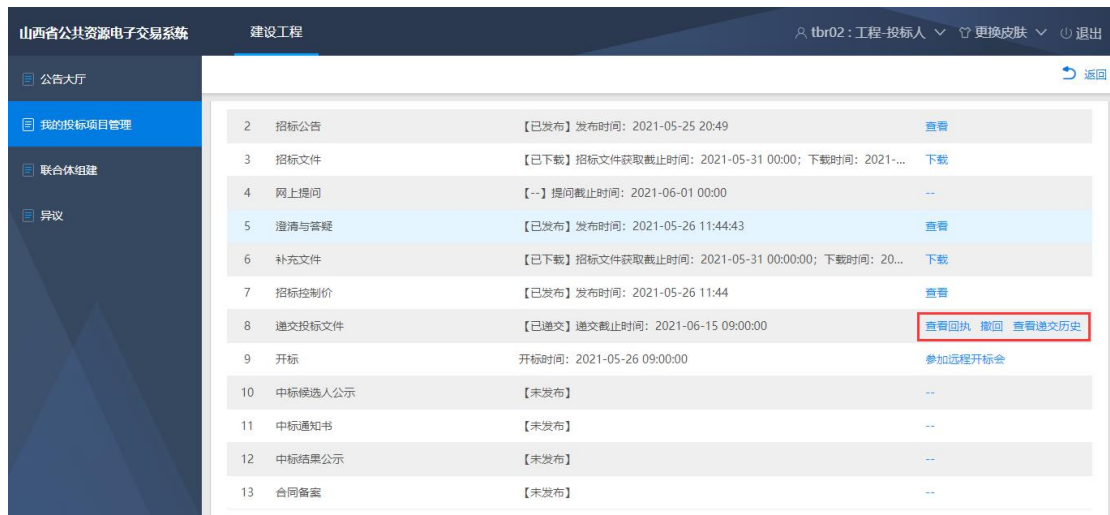 山西省公共资源电子交易系统 建设工程 tbr02 : 工程-投标人 更换皮肤 退出
公告大厅 返回
我的投标项目管理
联合体组建
异议
2 招标公告 【已发布】发布时间：2021-05-25 20:49 查看
3 招标文件 【已下载】招标文件获取截止时间：2021-05-31 00:00；下载时间：2021-... 下载
4 网上提问 【--】提问截止时间：2021-06-01 00:00 --
5 澄清与答疑 【已发布】发布时间：2021-05-26 11:44:43 查看
6 补充文件 【已下载】招标文件获取截止时间：2021-05-31 00:00:00；下载时间：20... 下载
7 招标控制价 【已发布】发布时间：2021-05-26 11:44 查看
8 递交投标文件 【已递交】递交截止时间：2021-06-15 09:00:00 查看回执 撤回 查看递交历史
9 开标 开标时间：2021-05-26 09:00:00 参加远程开标会
10 中标候选人公示 【未发布】 --
11 中标通知书 【未发布】 --
12 中标结果公示 【未发布】 --
13 合同备案 【未发布】 --